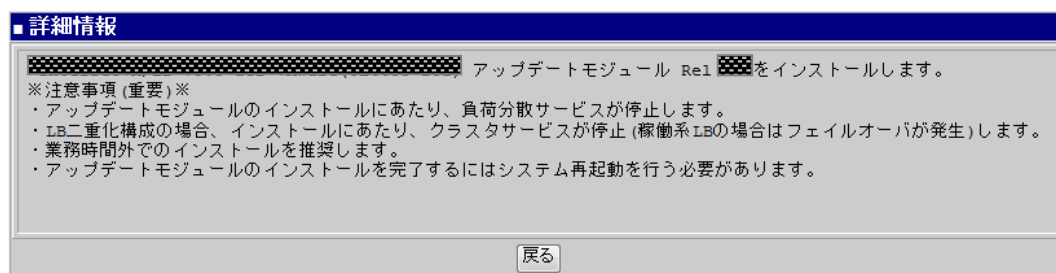 ■詳細情報
アップデートモジュール Rel をインストールします。
※注意事項(重要)※
・アップデートモジュールのインストールにあたり、負荷分散サービスが停止します。
・LB二重化構成の場合、インストールにあたり、クラスタサービスが停止(稼働系LBの場合はフェイルオーバが発生)します。
・業務時間外でのインストールを推奨します。
・アップデートモジュールのインストールを完了するにはシステム再起動を行う必要があります。
戻る